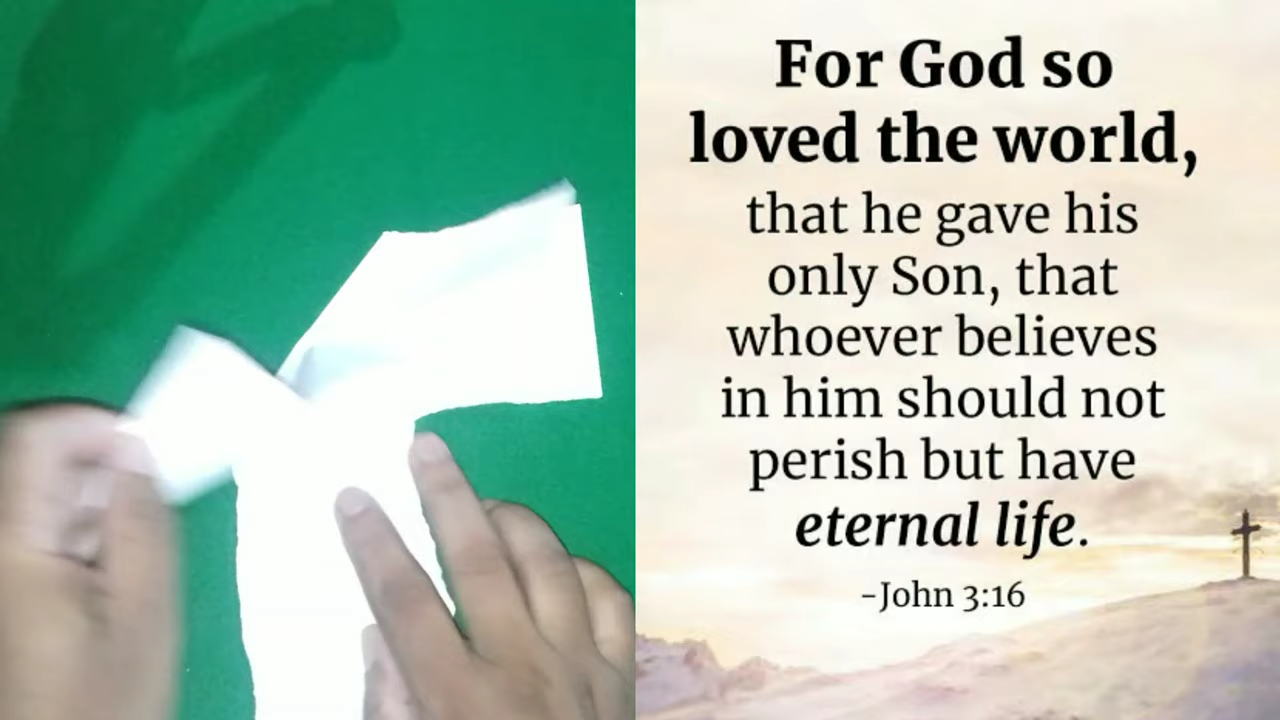 For God so
loved the world,
that he gave his
only Son, that
whoever believes
in him should not
perish but have
eternal life.
-John 3:16